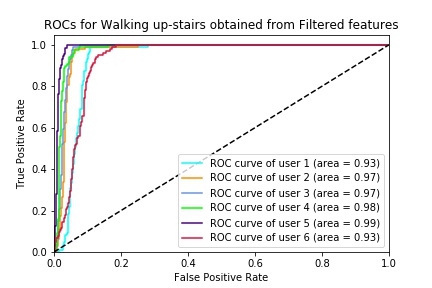 ROCs for Walking up-stairs obtained from Filtered features
1.0
0.8
0.6
0.4
0.2
0.0
True Positive Rate
ROC curve of user 1 (area = 0.93)
ROC curve of user 2 (area = 0.97)
ROC curve of user 3 (area = 0.97)
ROC curve of user 4 (area = 0.98)
ROC curve of user 5 (area = 0.99)
ROC curve of user 6 (area = 0.93)
0.0 0.2 0.4 0.6 0.8 1.0
False Positive Rate